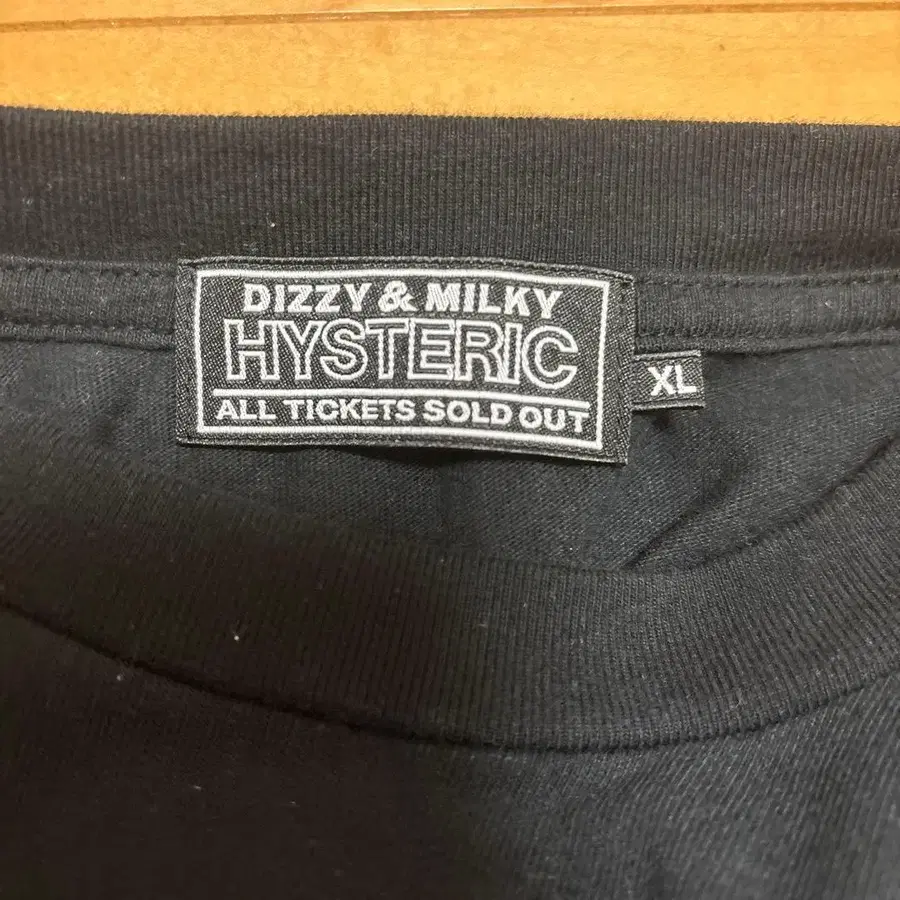 DIZZY & MILKY
HYSTERIC
ALL TICKETS SOLD OUT
XL